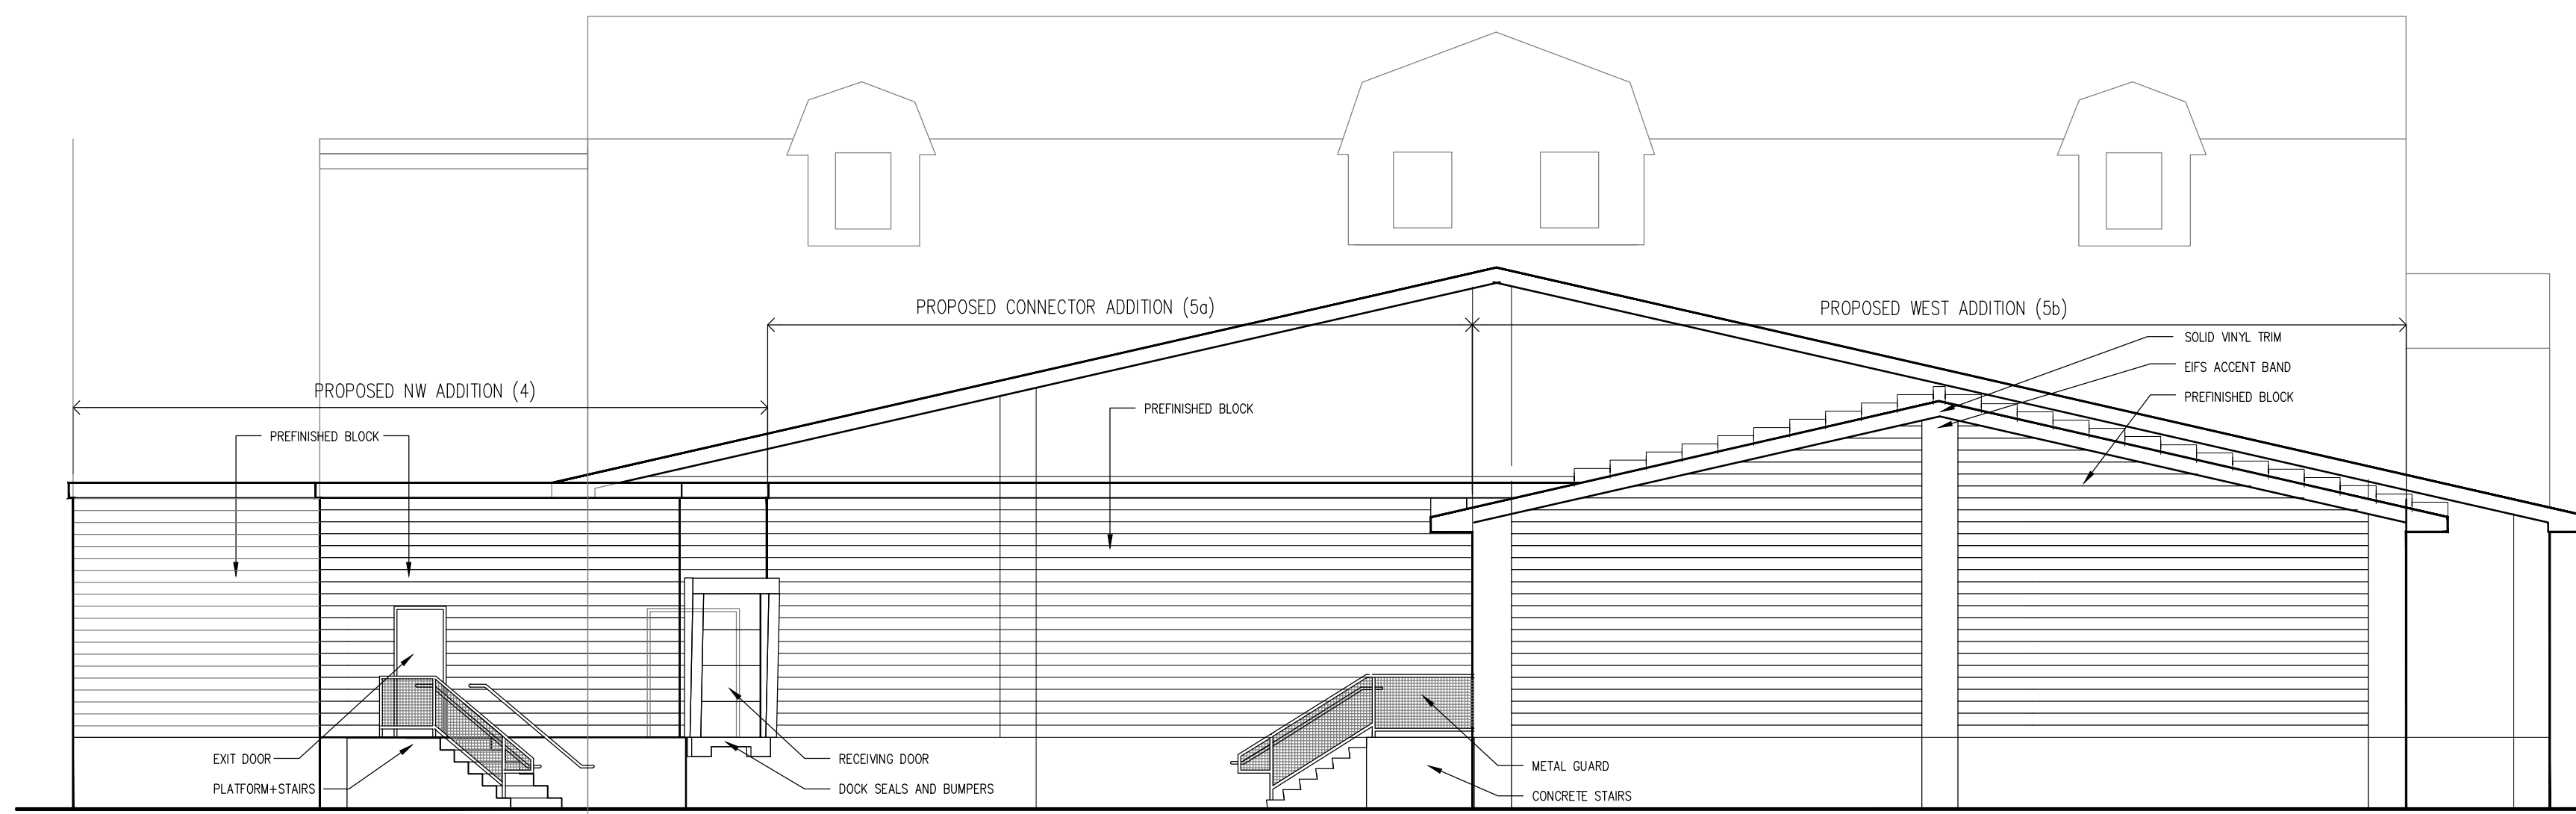 PROPOSED CONNECTOR ADDITION (5a)
PROPOSED WEST ADDITION (5b)
SOLID VINYL TRIM
EIFS ACCENT BAND
PROPOSED NW ADDITION (4)
PREFINISHED BLOCK
PREFINISHED BLOCK
PREFINISHED BLOCK
EXIT DOOR
RECEIVING DOOR
METAL GUARD
PLATFORM+STAIRS
DOCK SEALS AND BUMPERS
CONCRETE STAIRS